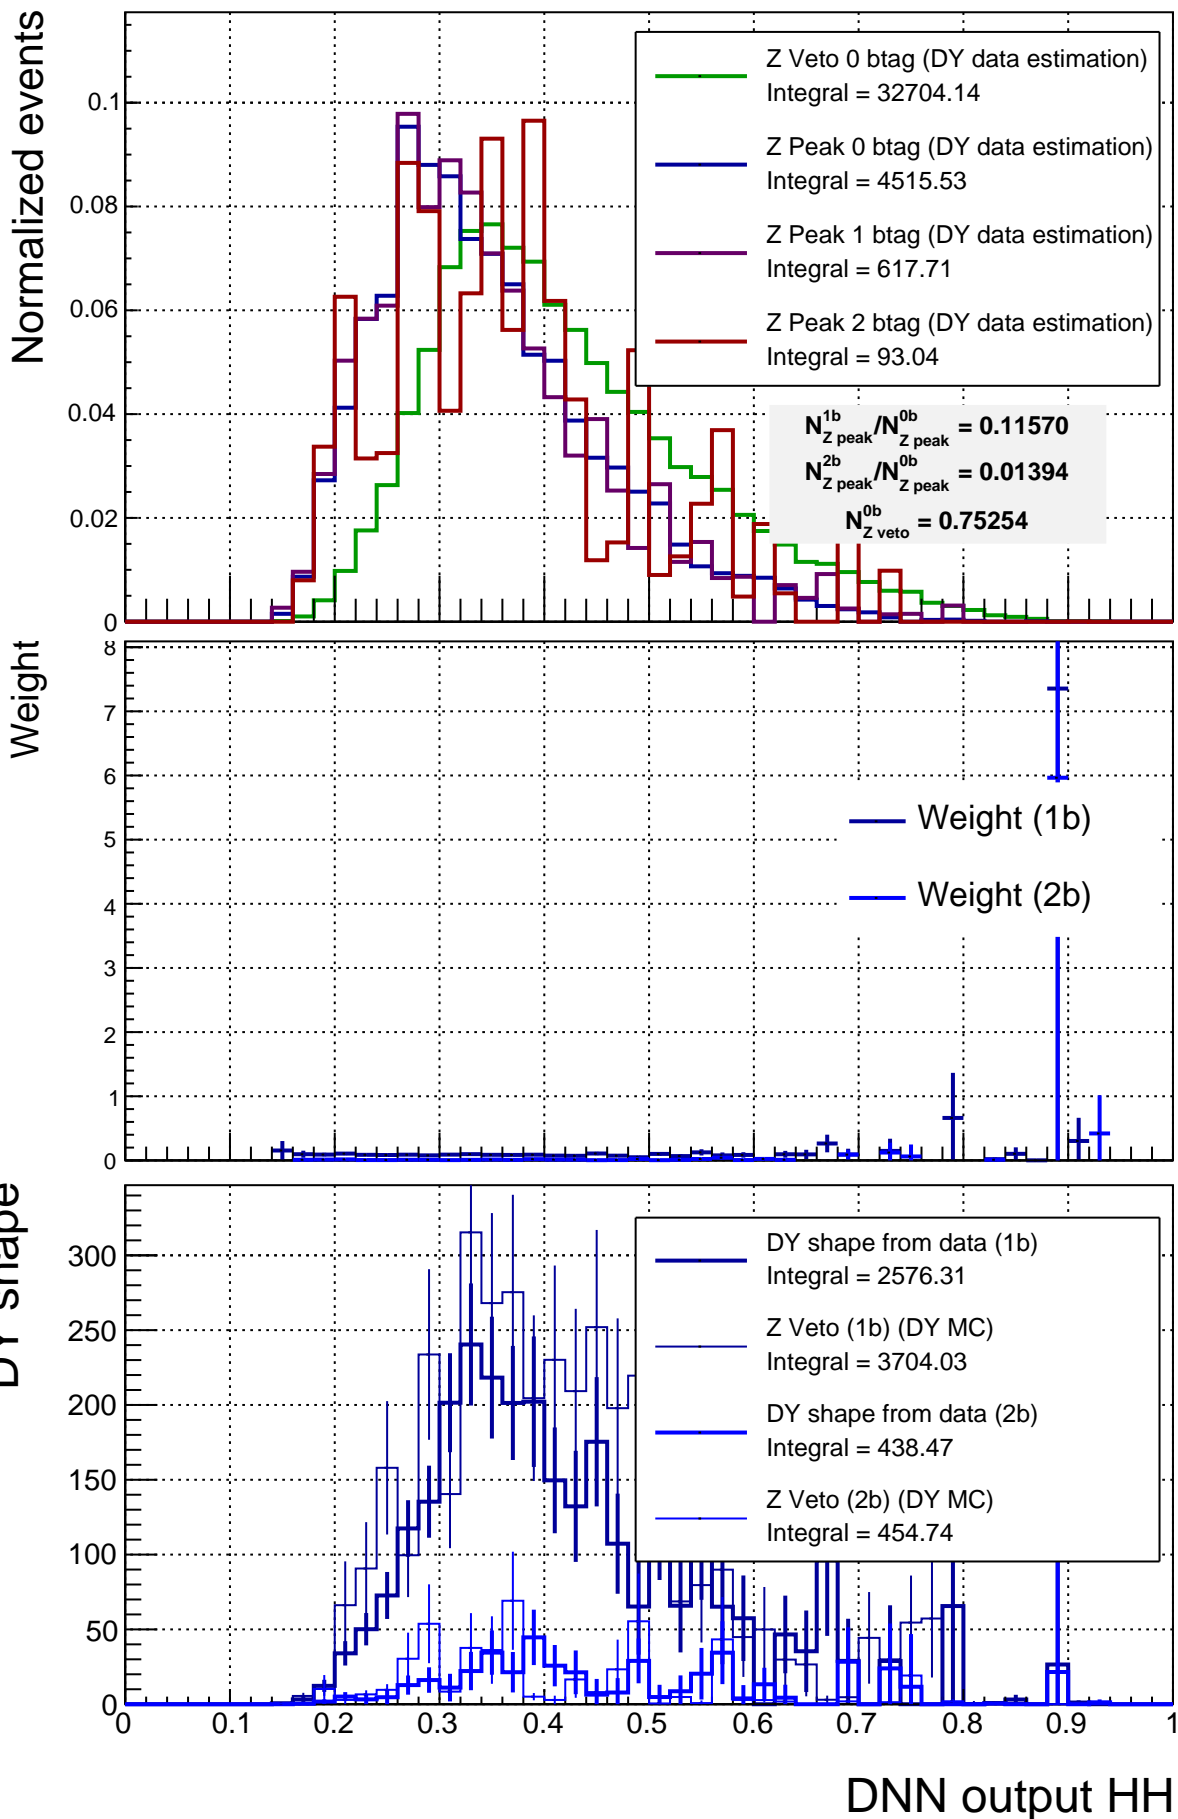 Normalized events
0.1
0.08
0.06
0.04
0.02
0
Z Veto 0 btag (DY data estimation)
Integral = 32704.14
Z Peak 0 btag (DY data estimation)
Integral = 4515.53
Z Peak 1 btag (DY data estimation)
Integral = 617.71
Z Peak 2 btag (DY data estimation)
Integral = 93.04
N^{1b}_{Z peak}/N^{0b}_{Z peak} = 0.11570
N^{2b}_{Z peak}/N^{0b}_{Z peak} = 0.01394
N^{0b}_{Z veto} = 0.75254
Weight
8
7
6
5
4
3
2
1
0
Weight (1b)
Weight (2b)
DY shape
300
250
200
150
100
50
0
DY shape from data (1b)
Integral = 2576.31
Z Veto (1b) (DY MC)
Integral = 3704.03
DY shape from data (2b)
Integral = 438.47
Z Veto (2b) (DY MC)
Integral = 454.74
0 0.1 0.2 0.3 0.4 0.5 0.6 0.7 0.8 0.9 1
DNN output HH